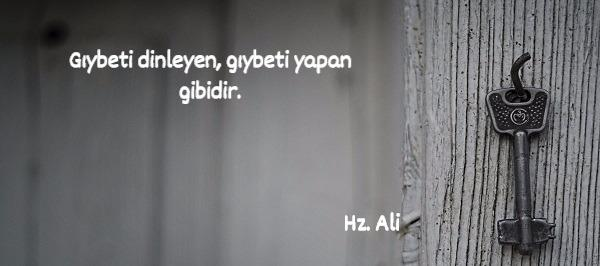 Gıybeti dinleyen, gıybeti yapan
gibidir.
Hz. Ali